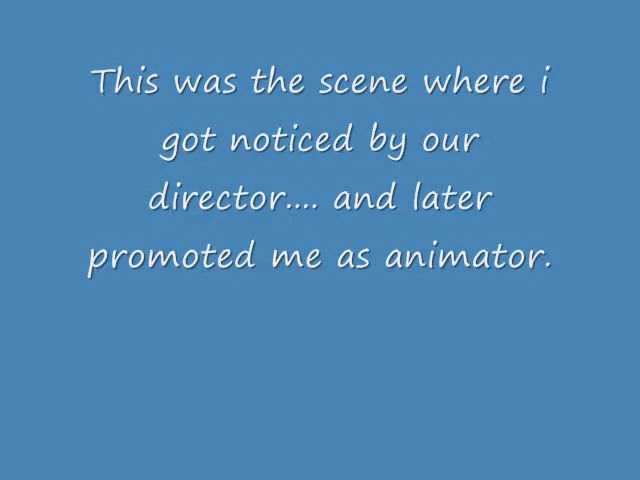 This was the scene where i
got noticed by our
director.... and later
promoted me as animator.